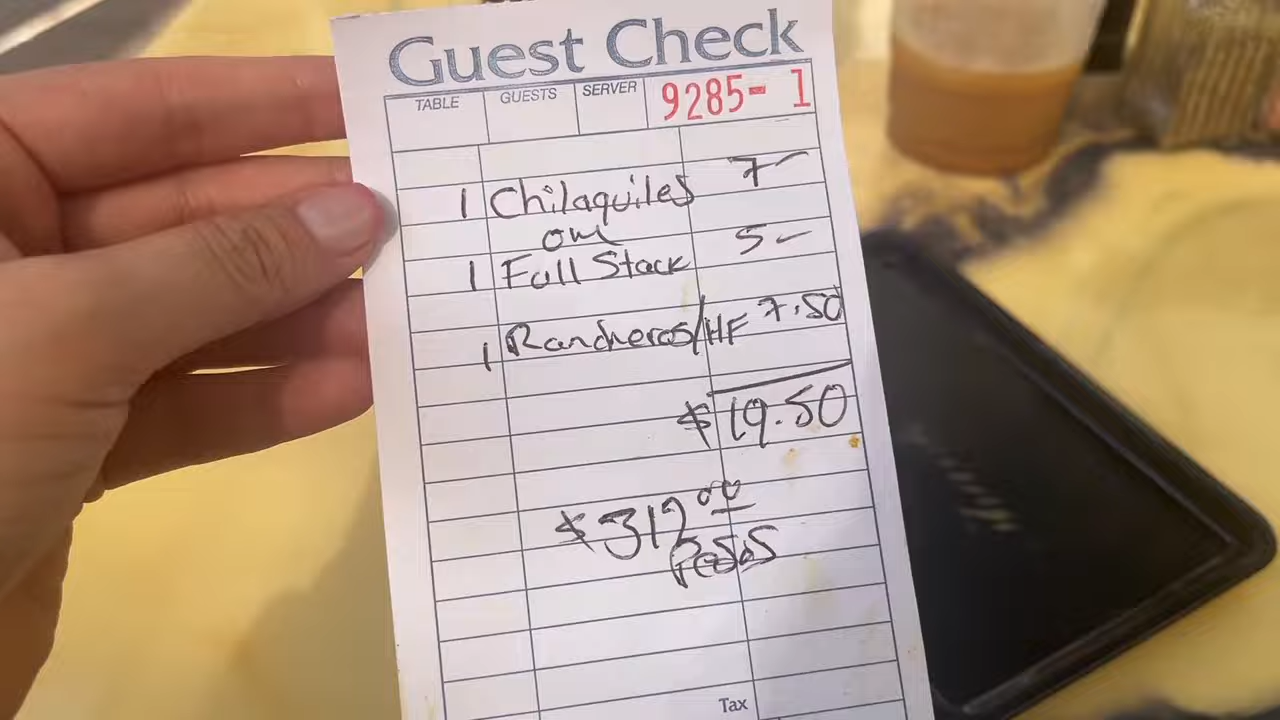 Guest Check
TABLE GUESTS SERVER 9285- 1
1 Chilaquiles 7 -
om
1 Full Stack 5 -
1 Rancheros/HF 7.50
$ 19.50
$ 312 00
Pesos
Tax